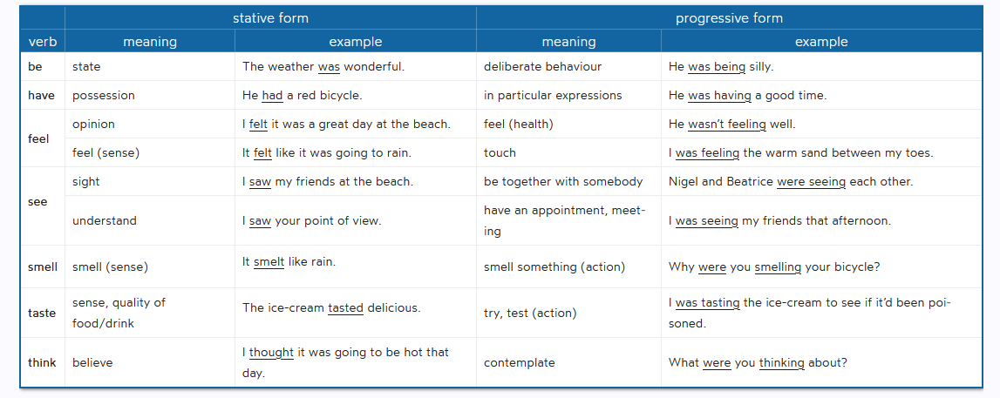 stative form progressive form
verb meaning example meaning example
be state The weather was wonderful. deliberate behaviour He was being silly.
have possession He had a red bicycle. in particular expressions He was having a good time.
feel opinion I felt it was a great day at the beach. feel (health) He wasn't feeling well.
feel (sense) It felt like it was going to rain. touch I was feeling the warm sand between my toes.
see sight I saw my friends at the beach. be together with somebody Nigel and Beatrice were seeing each other.
understand I saw your point of view. have an appointment, meet-
ing I was seeing my friends that afternoon.
smell smell (sense) It smelt like rain. smell something (action) Why were you smelling your bicycle?
taste sense, quality of
food/drink The ice-cream tasted delicious. try, test (action) I was tasting the ice-cream to see if it'd been poi-
soned.
think believe I thought it was going to be hot that
day. contemplate What were you thinking about?